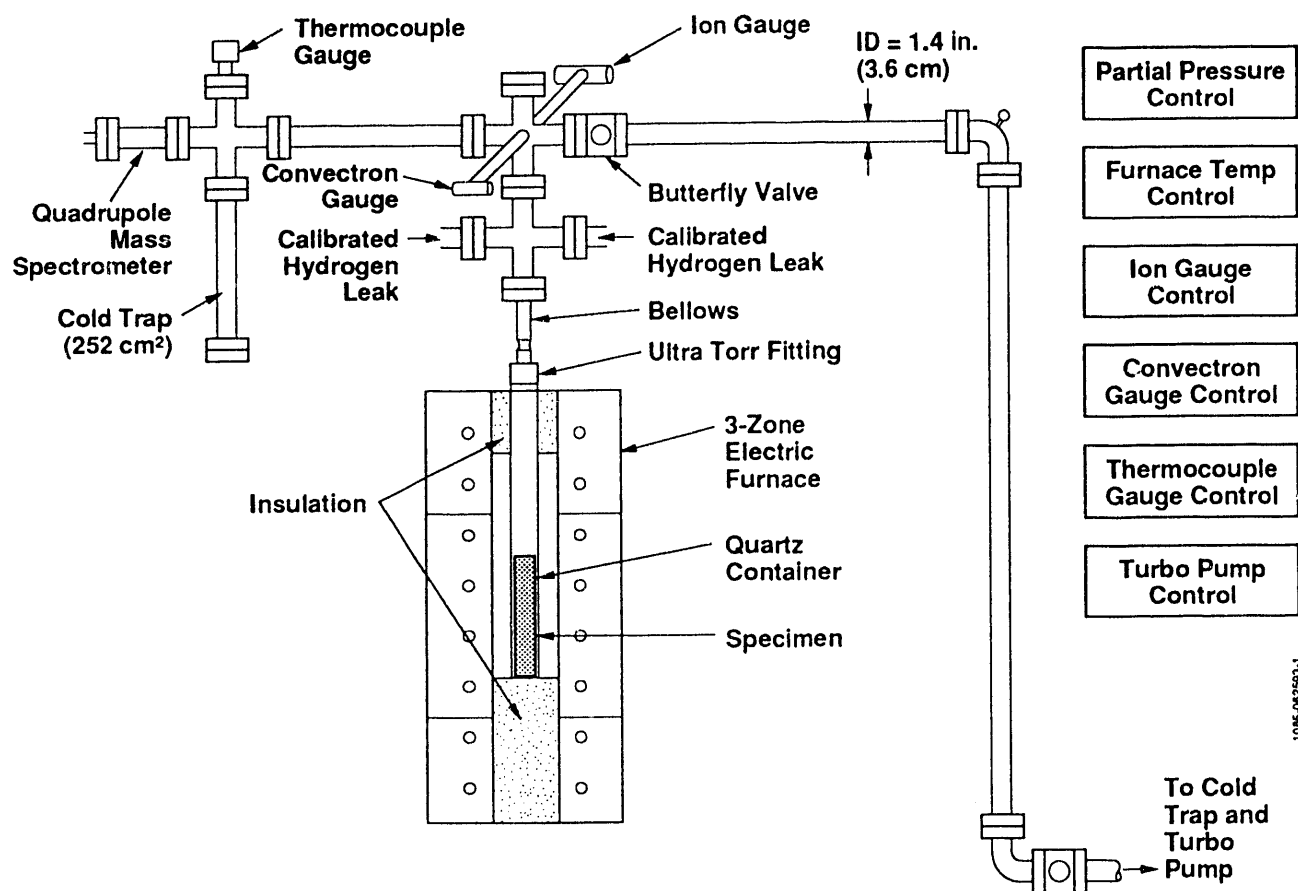 Thermocouple
Gauge
Ion Gauge
ID = 1.4 in.
(3.6 cm)
Partial Pressure
Control
Convectron
Gauge
Butterfly Valve
Furnace Temp
Control
Quadrupole
Mass
Spectrometer
Calibrated
Hydrogen
Leak
Calibrated
Hydrogen Leak
Ion Gauge
Control
Cold Trap
(252 cm²)
Bellows
Ultra Torr Fitting
Convectron
Gauge Control
3-Zone
Electric
Furnace
Thermocouple
Gauge Control
Insulation
Quartz
Container
Turbo Pump
Control
Specimen
To Cold
Trap and
Turbo
Pump